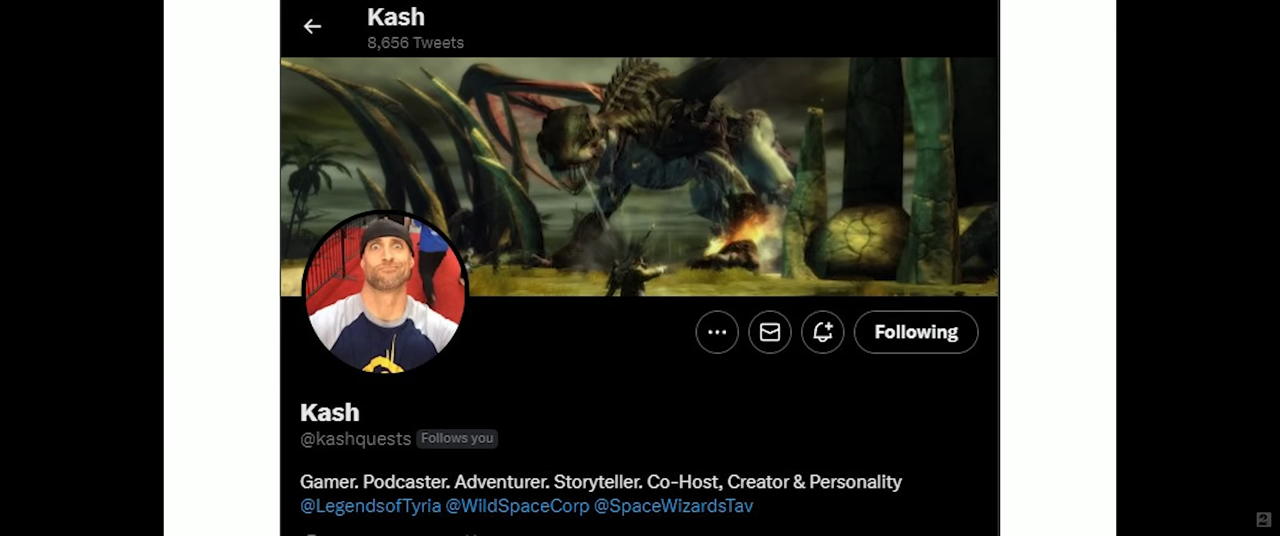 Kash
8,656 Tweets
Following
Kash
@kashquests Follows you
Gamer. Podcaster. Adventurer. Storyteller. Co-Host, Creator & Personality
@LegendsofTyria @WildSpaceCorp @SpaceWizardsTav